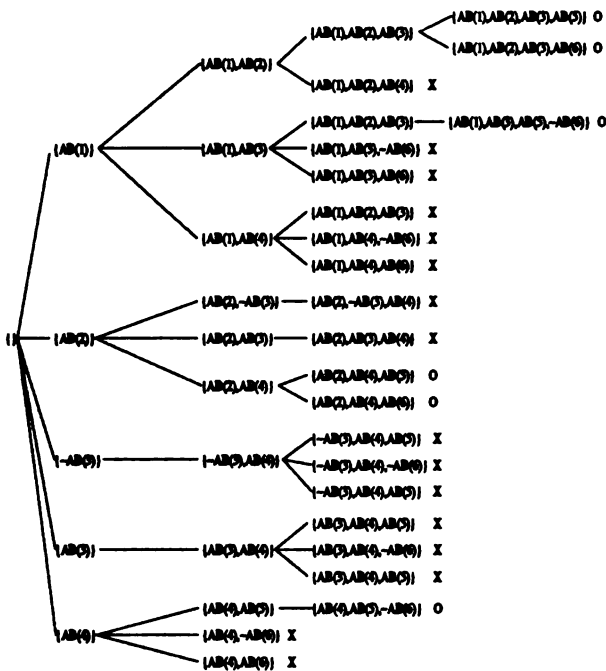 {AB(1),AB(2),AB(3),AB(5)} O
{AB(1),AB(2),AB(3)}
{AB(1),AB(2),AB(3),AB(6)} O
{AB(1),AB(2)}
{AB(1),AB(2),AB(4)} X
{AB(1),AB(2),AB(3)} {AB(1),AB(3),AB(5),¬AB(6)} O
{AB(1)} {AB(1),AB(3)} {AB(1),AB(3),¬AB(6)} X
{AB(1),AB(5),AB(6)} X
{AB(1),AB(2),AB(3)} X
{AB(1),AB(4)} {AB(1),AB(4),¬AB(6)} X
{AB(1),AB(4),AB(6)} X
{AB(2),¬AB(3)} {AB(2),¬AB(3),AB(4)} X
{} {AB(2)} {AB(2),AB(3)} {AB(2),AB(3),AB(4)} X
{AB(2),AB(4),AB(5)} O
{AB(2),AB(4)}
{AB(2),AB(4),AB(6)} O
{¬AB(3),AB(4),AB(5)} X
{¬AB(3)} {¬AB(3),AB(4)} {¬AB(3),AB(4),¬AB(6)} X
{¬AB(3),AB(4),AB(5)} X
{AB(3),AB(4),AB(5)} X
{AB(3)} {AB(3),AB(4)} {AB(3),AB(4),¬AB(6)} X
{AB(3),AB(4),AB(5)} X
{AB(4),AB(5)} {AB(4),AB(5),¬AB(6)} O
{AB(4)} {AB(4),¬AB(6)} X
{AB(4),AB(6)} X